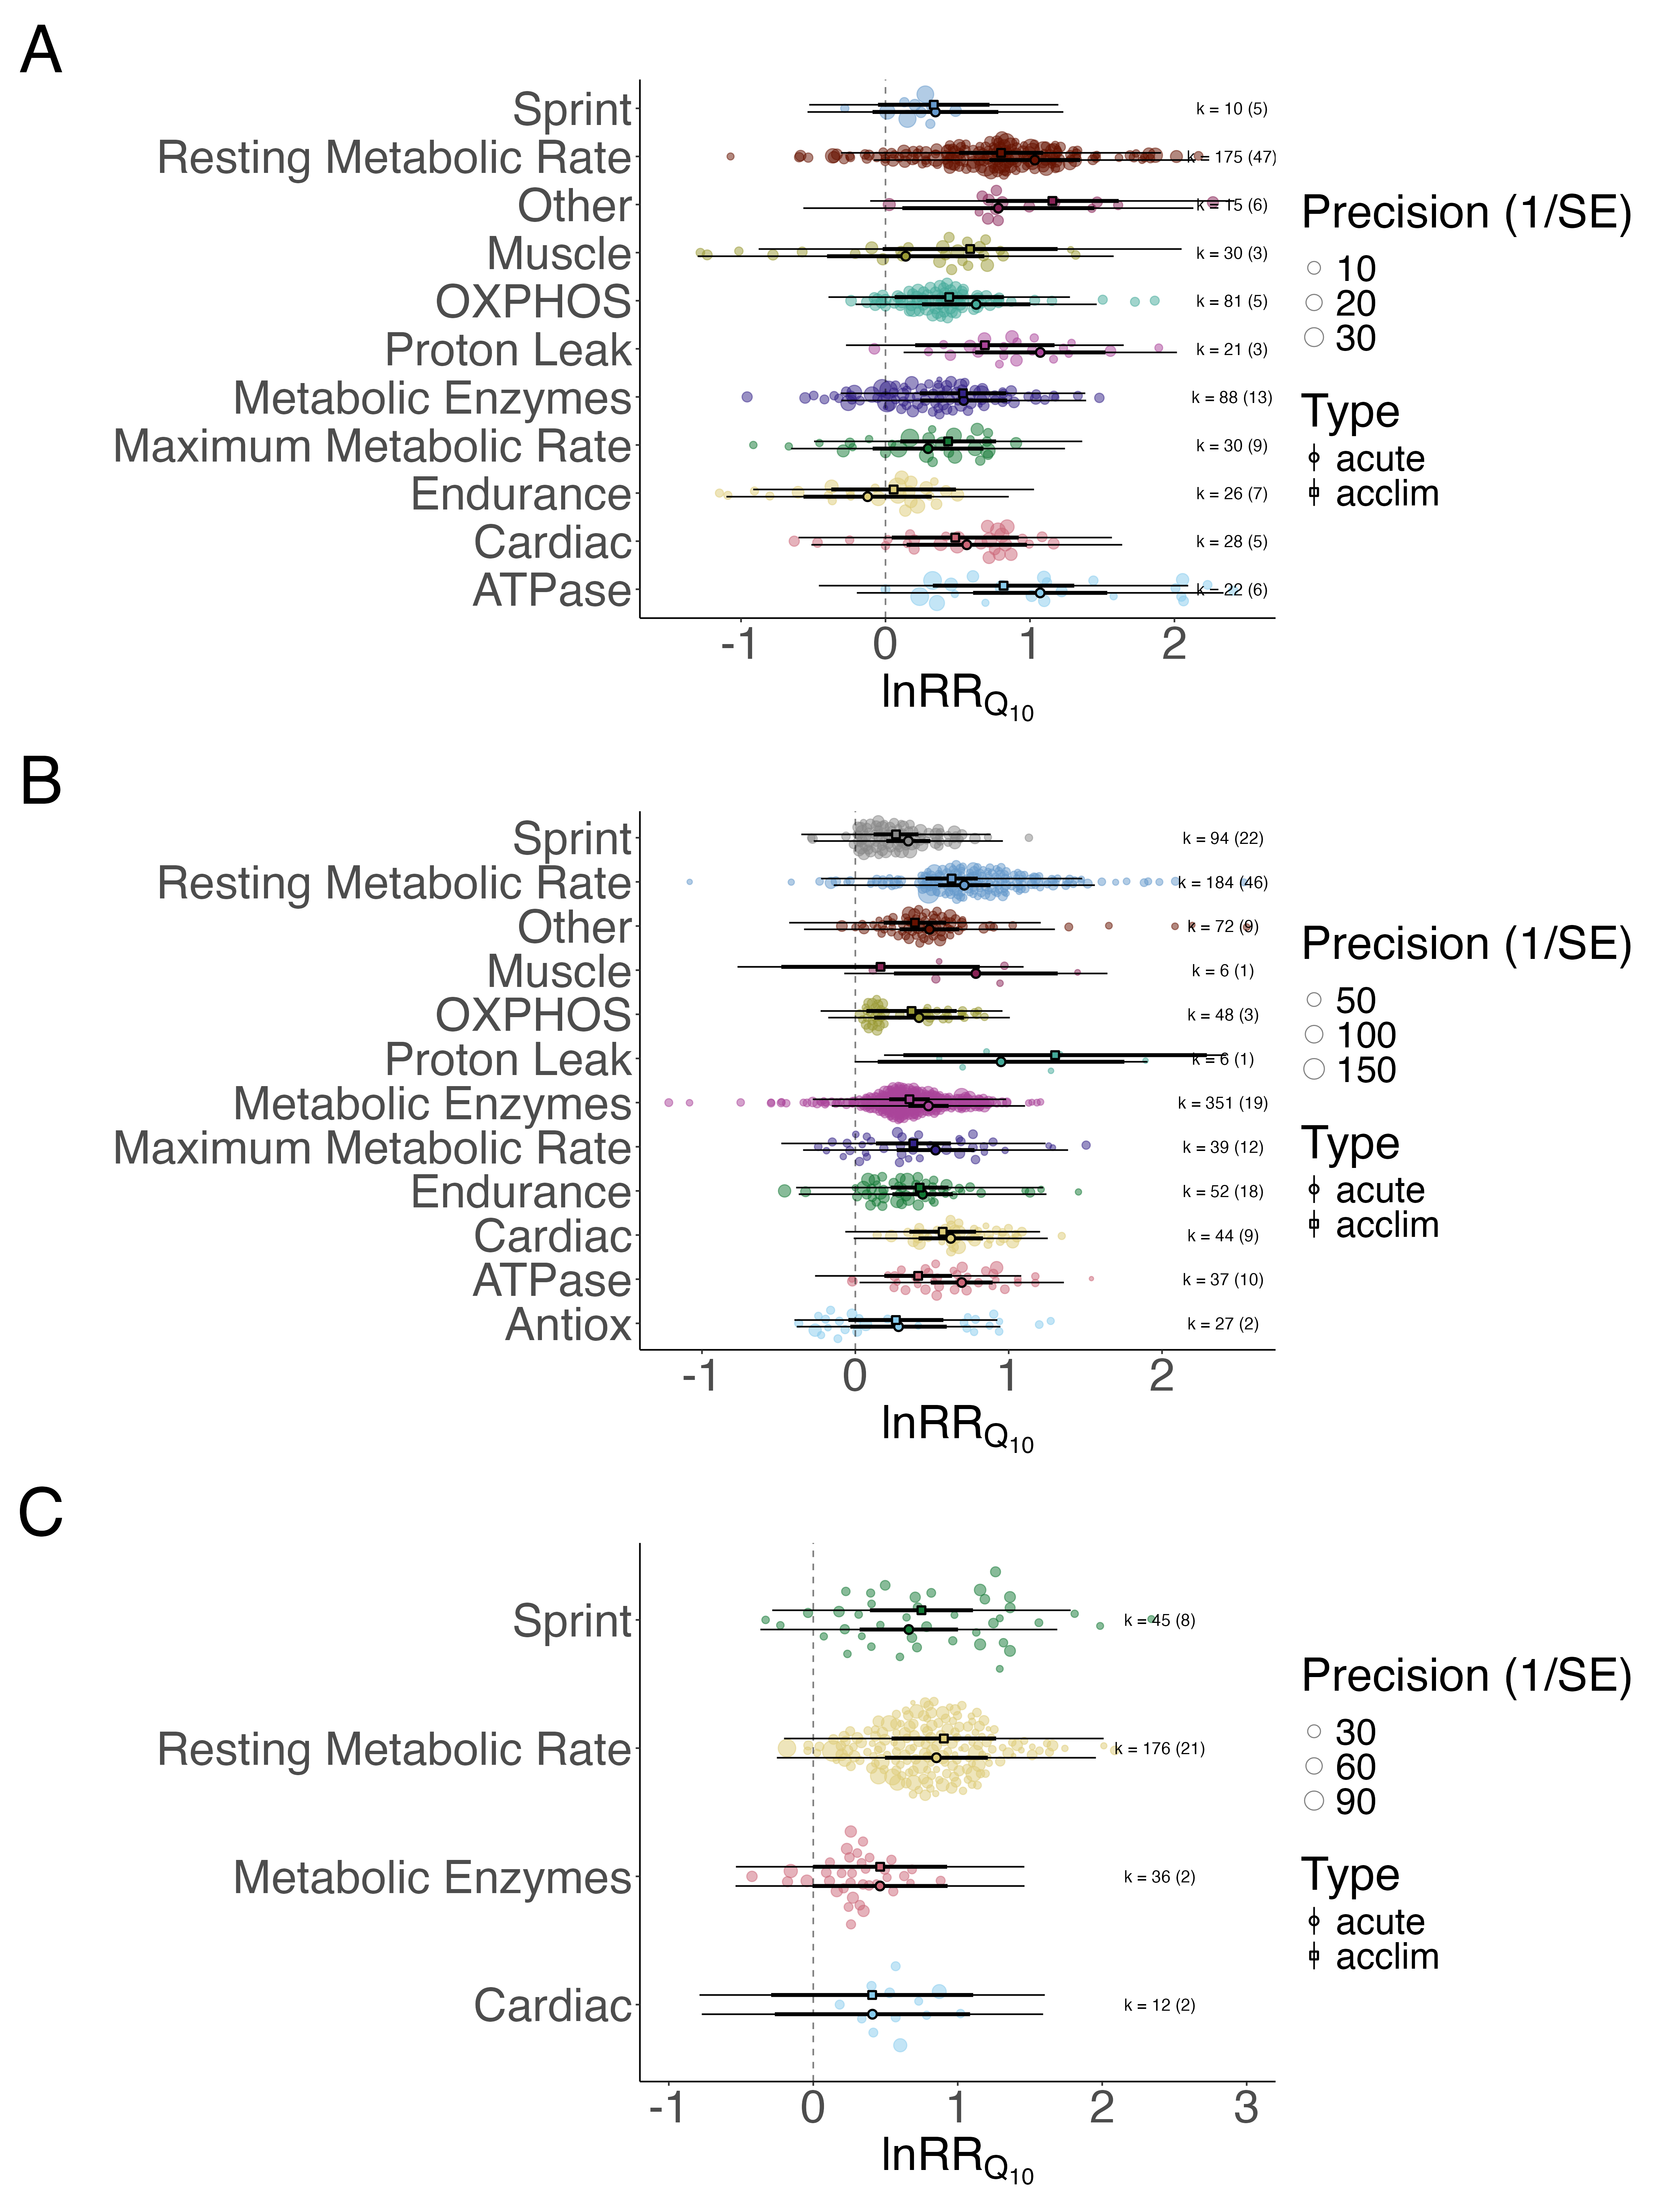 A
Sprint
k = 10 (5)
Resting Metabolic Rate
k = 175 (47)
Other
k = 15 (6)
Muscle
k = 30 (3)
OXPHOS
k = 81 (5)
Proton Leak
k = 21 (3)
Metabolic Enzymes
k = 88 (13)
Maximum Metabolic Rate
k = 30 (9)
Endurance
k = 26 (7)
Cardiac
k = 28 (5)
ATPase
k = 22 (6)
-1 0 1 2
lnRR Q10
Precision (1/SE)
10
20
30
Type
acute
acclim
B
Sprint
k = 94 (22)
Resting Metabolic Rate
k = 184 (46)
Other
k = 72 (9)
Muscle
k = 6 (1)
OXPHOS
k = 48 (3)
Proton Leak
k = 6 (1)
Metabolic Enzymes
k = 351 (19)
Maximum Metabolic Rate
k = 39 (12)
Endurance
k = 52 (18)
Cardiac
k = 44 (9)
ATPase
k = 37 (10)
Antiox
k = 27 (2)
-1 0 1 2
lnRR Q10
Precision (1/SE)
50
100
150
Type
acute
acclim
C
Sprint
k = 45 (8)
Resting Metabolic Rate
k = 176 (21)
Metabolic Enzymes
k = 36 (2)
Cardiac
k = 12 (2)
-1 0 1 2 3
lnRR Q10
Precision (1/SE)
30
60
90
Type
acute
acclim